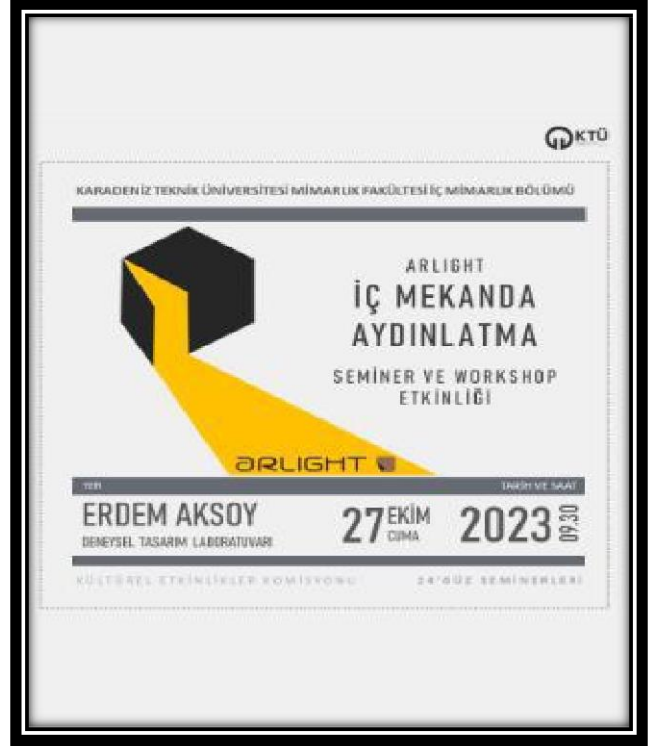 KTÜ
KARADENİZ TEKNİK ÜNİVERSİTESİ MİMARLIK FAKÜLTESİ İÇ MİMARLIK BÖLÜMÜ
ARLIGHT
İÇ MEKANDA
AYDINLATMA
SEMİNER VE WORKSHOP
ETKİNLİĞİ
ARLIGHT
YER
TARİH VE SAAT
ERDEM AKSOY
DENEYSEL TASARIM LABORATUVARI
27 EKİM
CUMA
2023
09.30
KÜLTÜREL ETKİNLİKLER KOMİSYONU
24'GÜZ SEMİNERLERİ